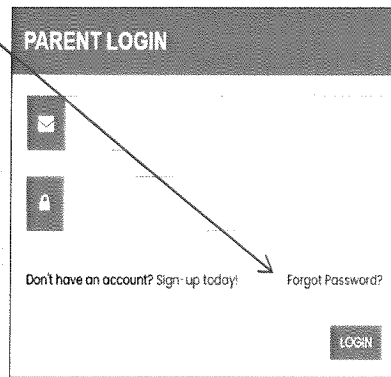 PARENT LOGIN
Don't have an account? Sign-up today! Forgot Password?
LOGIN